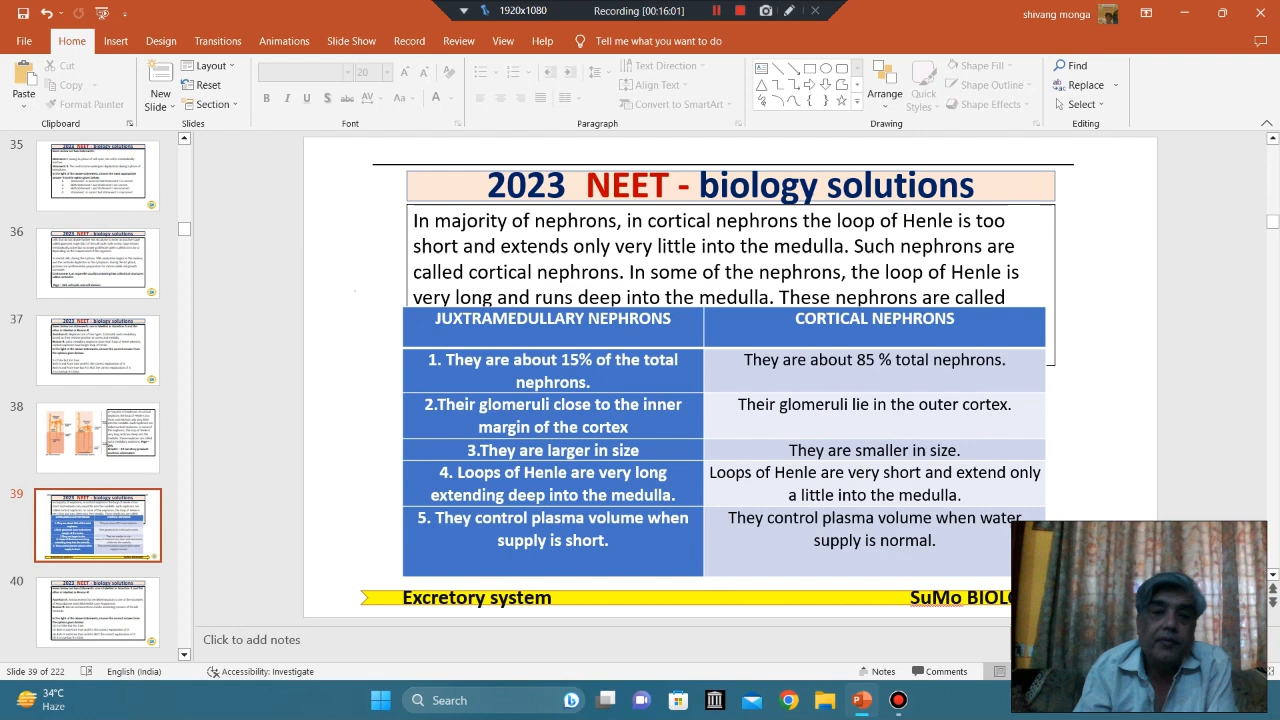 1920x1080
Recording [00:16:01]
shivang monga
File Home Insert Design Transitions Animations Slide Show Record Review View Help Tell me what you want to do
Paste
Cut
Copy
Format Painter
Clipboard
New Slide
Layout
Reset
Section
Slides
20
Font
Text Direction
Align Text
Convert to SmartArt
Paragraph
Arrange
Quick Styles
Shape Fill
Shape Outline
Shape Effects
Drawing
Find
Replace
Select
Editing
35
36
37
38
39
40
2023 NEET - biology solutions
In majority of nephrons, in cortical nephrons the loop of Henle is too
short and extends only very little into the medulla. Such nephrons are
called cortical nephrons. In some of the nephrons, the loop of Henle is
very long and runs deep into the medulla. These nephrons are called
JUXTRAMEDULLARY NEPHRONS
CORTICAL NEPHRONS
1. They are about 15% of the total
nephrons.
They are about 85 % total nephrons.
2.Their glomeruli close to the inner
margin of the cortex
Their glomeruli lie in the outer cortex.
3.They are larger in size
They are smaller in size.
4. Loops of Henle are very long
extending deep into the medulla.
Loops of Henle are very short and extend only
little into the medulla.
5. They control plasma volume when
supply is short.
They control plasma volume when water
supply is normal.
Excretory system
SuMo
Click to add notes
Slide 39 of 222
English (India)
Accessibility: Investigate
Notes
Comments
34°C
Haze
Search